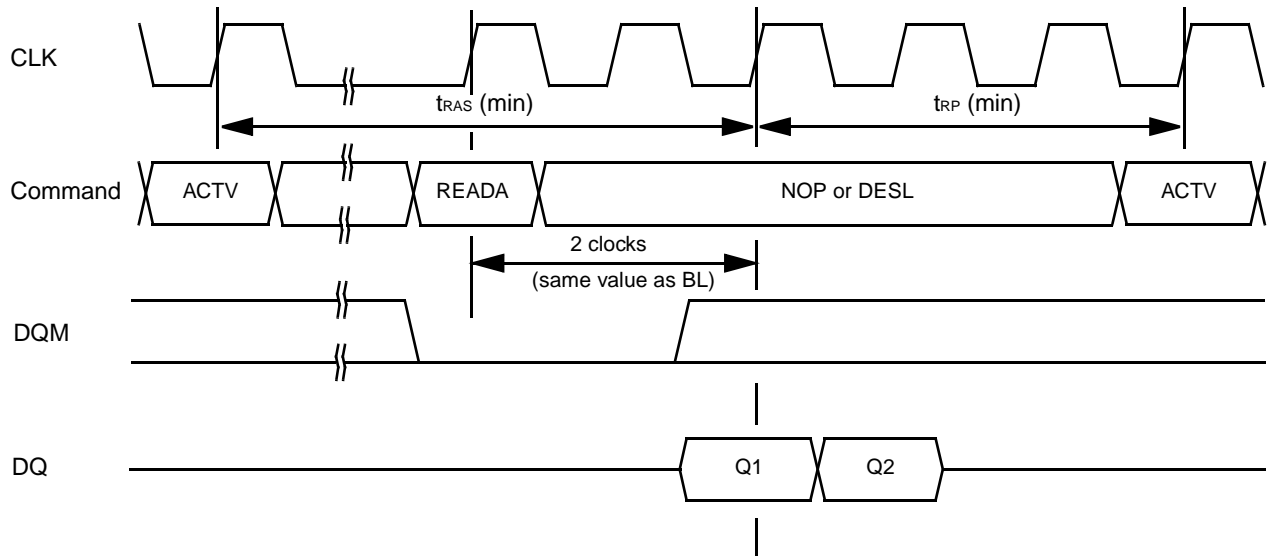 CLK
tRAS (min)
tRP (min)
Command
ACTV
READA
NOP or DESL
ACTV
2 clocks
(same value as BL)
DQM
DQ
Q1
Q2